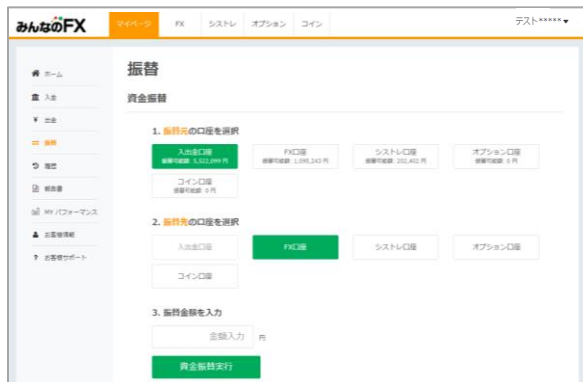 みんなのFX
マイページ FX シストレ オプション コイン テスト*****▼
ホーム
入金
¥ 出金
振替
履歴
報告書
MY パフォーマンス
お客様情報
? お客様サポート
振替
資金振替
1. 振替元の口座を選択
入出金口座 FX口座 シストレ口座 オプション口座
振替可能額: 5,522,099 円 振替可能額: 1,095,243 円 振替可能額: 202,402 円 振替可能額: 0 円
コイン口座
振替可能額: 0 円
2. 振替先の口座を選択
入出金口座 FX口座 シストレ口座 オプション口座
コイン口座
3. 振替金額を入力
金額入力 円
資金振替実行